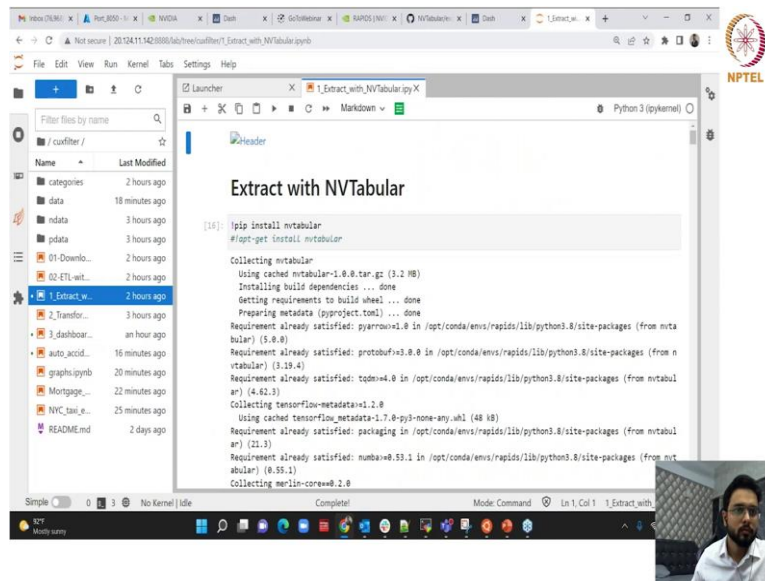 Inbox (76,96
Port_8050 - M
NVIDIA
Dash
GoToWebinar
RAPIDS | NVI
NVTabular/ex
Dash
1_Extract_wi
Not secure | 20.124.11.142:8888/lab/tree/cuxfilter/1_Extract_with_NVTabular.ipynb
NPTEL
File Edit View Run Kernel Tabs Settings Help
Launcher
1_Extract_with_NVTabular.ipy
Markdown
Python 3 (ipykernel)
Filter files by name
/ cuxfilter /
Name Last Modified
categories 2 hours ago
data 18 minutes ago
ndata 3 hours ago
pdata 3 hours ago
01-Downlo... 2 hours ago
02-ETL-wit... 2 hours ago
1_Extract_w... 2 hours ago
2_Transfor... 3 hours ago
3_dashboar... an hour ago
auto_accid... 16 minutes ago
graphs.ipynb 20 minutes ago
Mortgage_... 22 minutes ago
NYC_taxi_e... 25 minutes ago
README.md 2 days ago
Header
Extract with NVTabular
[16]: !pip install nvtabular
#!apt-get install nvtabular
Collecting nvtabular
Using cached nvtabular-1.0.0.tar.gz (3.2 MB)
Installing build dependencies ... done
Getting requirements to build wheel ... done
Preparing metadata (pyproject.toml) ... done
Requirement already satisfied: pyarrow>=1.0 in /opt/conda/envs/rapids/lib/python3.8/site-packages (from nvta
bular) (5.0.0)
Requirement already satisfied: protobuf>=3.0.0 in /opt/conda/envs/rapids/lib/python3.8/site-packages (from n
vtabular) (3.19.4)
Requirement already satisfied: tqdm>=4.0 in /opt/conda/envs/rapids/lib/python3.8/site-packages (from nvtabul
ar) (4.62.3)
Collecting tensorflow-metadata>=1.2.0
Using cached tensorflow_metadata-1.7.0-py3-none-any.whl (48 kB)
Requirement already satisfied: packaging in /opt/conda/envs/rapids/lib/python3.8/site-packages (from nvtabul
ar) (21.3)
Requirement already satisfied: numba>=0.53.1 in /opt/conda/envs/rapids/lib/python3.8/site-packages (from nvt
abular) (0.55.1)
Collecting merlin-core==0.2.0
Simple 0 3 No Kernel | Idle Complete! Mode: Command Ln 1, Col 1 1_Extract_with_
92°F
Mostly sunny